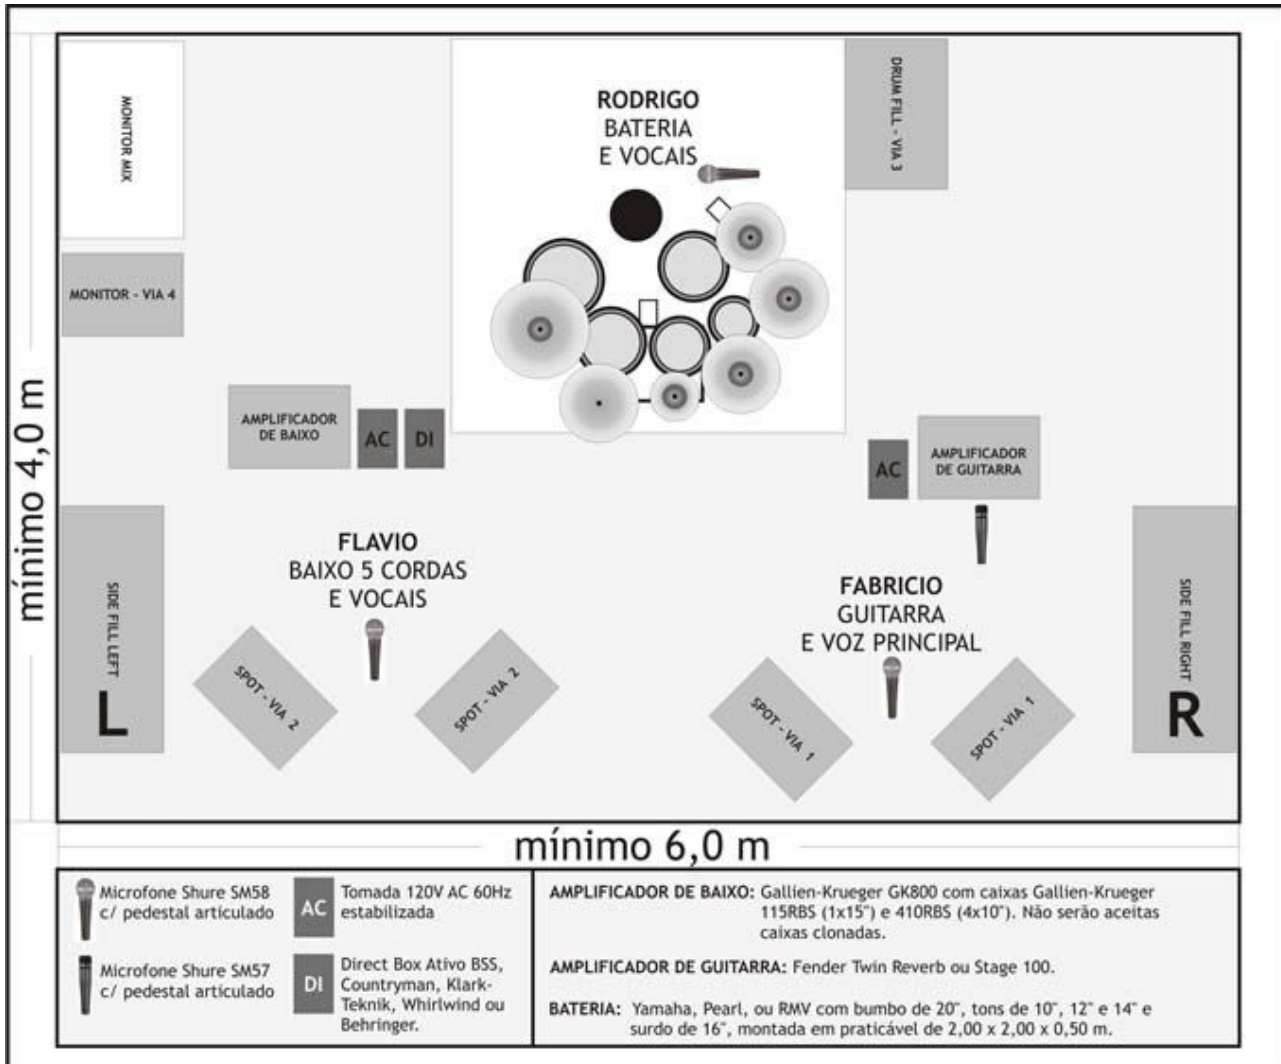 MONITOR MIX
RODRIGO
BATERIA
E VOCAIS
DRUM FILL - VIA 3
MONITOR - VIA 4
AMPLIFICADOR
DE BAIXO
AC
DI
AC
AMPLIFICADOR
DE GUITARRA
mínimo 4,0 m
SIDE FILL LEFT
L
FLAVIO
BAIXO 5 CORDAS
E VOCAIS
SPOT - VIA 2
SPOT - VIA 2
FABRICIO
GUITARRA
E VOZ PRINCIPAL
SPOT - VIA 1
SPOT - VIA 1
SIDE FILL RIGHT
R
mínimo 6,0 m
Microfone Shure SM58
c/ pedestal articulado
Microfone Shure SM57
c/ pedestal articulado
AC
Tomada 120V AC 60Hz
estabilizada
DI
Direct Box Ativo BSS,
Countryman, Klark-
Teknik, Whirlwind ou
Behringer.
AMPLIFICADOR DE BAIXO: Gallien-Krueger GK800 com caixas Gallien-Krueger
115RBS (1x15") e 410RBS (4x10"). Não serão aceitas
caixas clonadas.
AMPLIFICADOR DE GUITARRA: Fender Twin Reverb ou Stage 100.
BATERIA: Yamaha, Pearl, ou RMV com bumbo de 20", tons de 10", 12" e 14" e
surdo de 16", montada em praticável de 2,00 x 2,00 x 0,50 m.